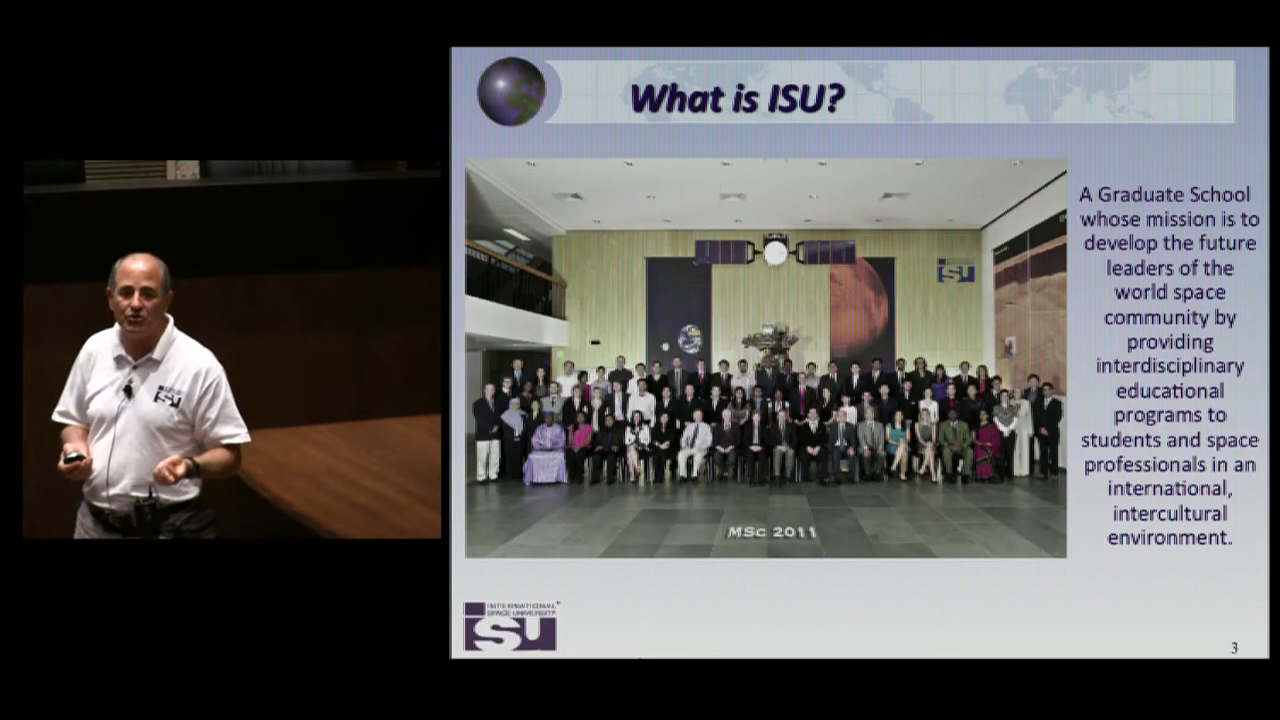 What is ISU?
A Graduate School
whose mission is to
develop the future
leaders of the
world space
community by
providing
interdisciplinary
educational
programs to
students and space
professionals in an
international,
intercultural
environment.
ISU
MSc 2011
INTERNATIONAL
SPACE UNIVERSITY
ISU
3
ISU